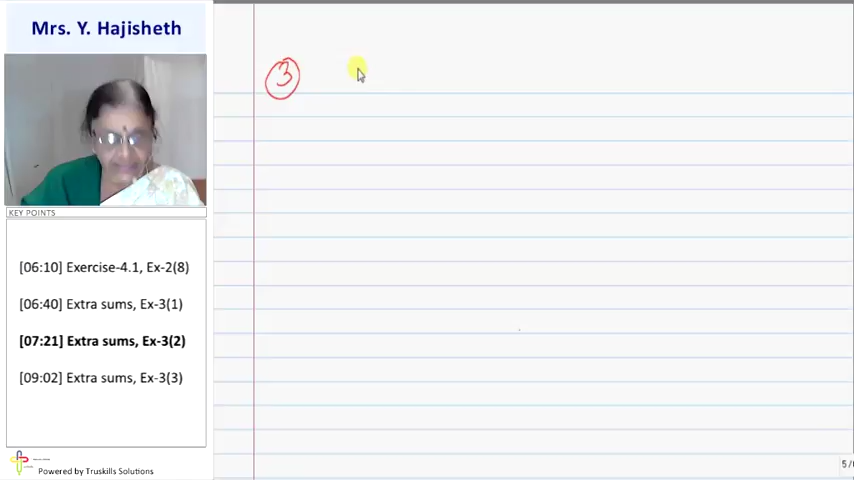 Mrs. Y. Hajisheth
3
KEY POINTS
[06:10] Exercise-4.1, Ex-2(8)
[06:40] Extra sums, Ex-3(1)
[07:21] Extra sums, Ex-3(2)
[09:02] Extra sums, Ex-3(3)
Powered by Truskills Solutions
5/